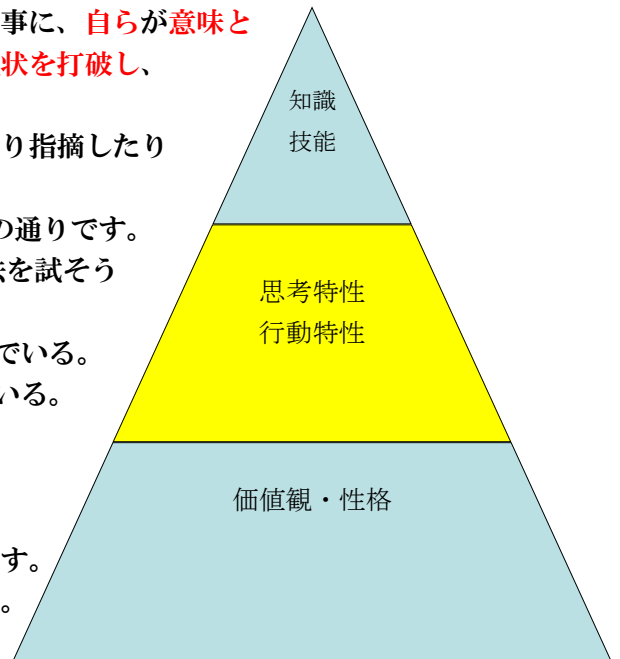 事に、自らが意味と
状を打破し、
り指摘したり
の通りです。
法を試そう
でいる。
いる。
す。
。
知識
技能
思考特性
行動特性
価値観・性格